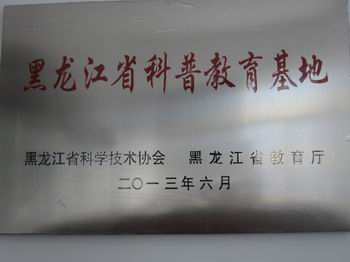 黑龙江省科普教育基地
黑龙江省科学技术协会 黑龙江省教育厅
二〇一三年六月